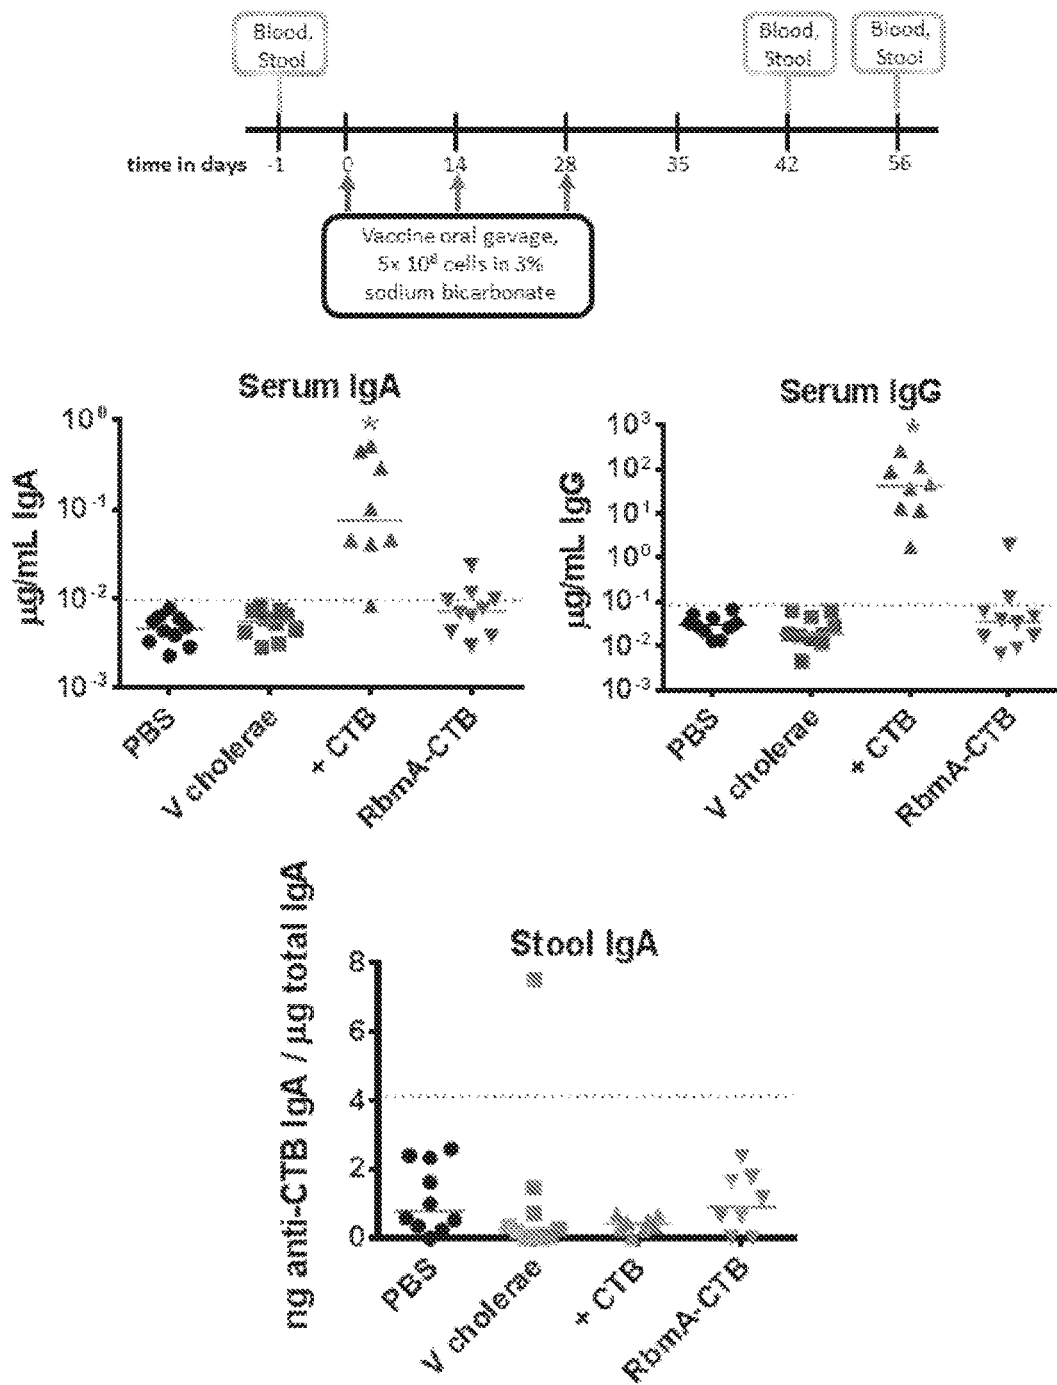 Blood,
Stool
Blood,
Stool
Blood,
Stool
time in days -1 0 14 28 35 42 56
Vaccine oral gavage,
5x 10⁸ cells in 3%
sodium bicarbonate
Serum IgA
µg/mL IgA
10⁰
10⁻¹
10⁻²
10⁻³
*
PBS
V cholerae
+ CTB
RbmA-CTB
Serum IgG
µg/mL IgG
10³
10²
10¹
10⁰
10⁻¹
10⁻²
10⁻³
*
PBS
V cholerae
+ CTB
RbmA-CTB
Stool IgA
ng anti-CTB IgA / µg total IgA
8
6
4
2
0
PBS
V cholerae
+ CTB
RbmA-CTB